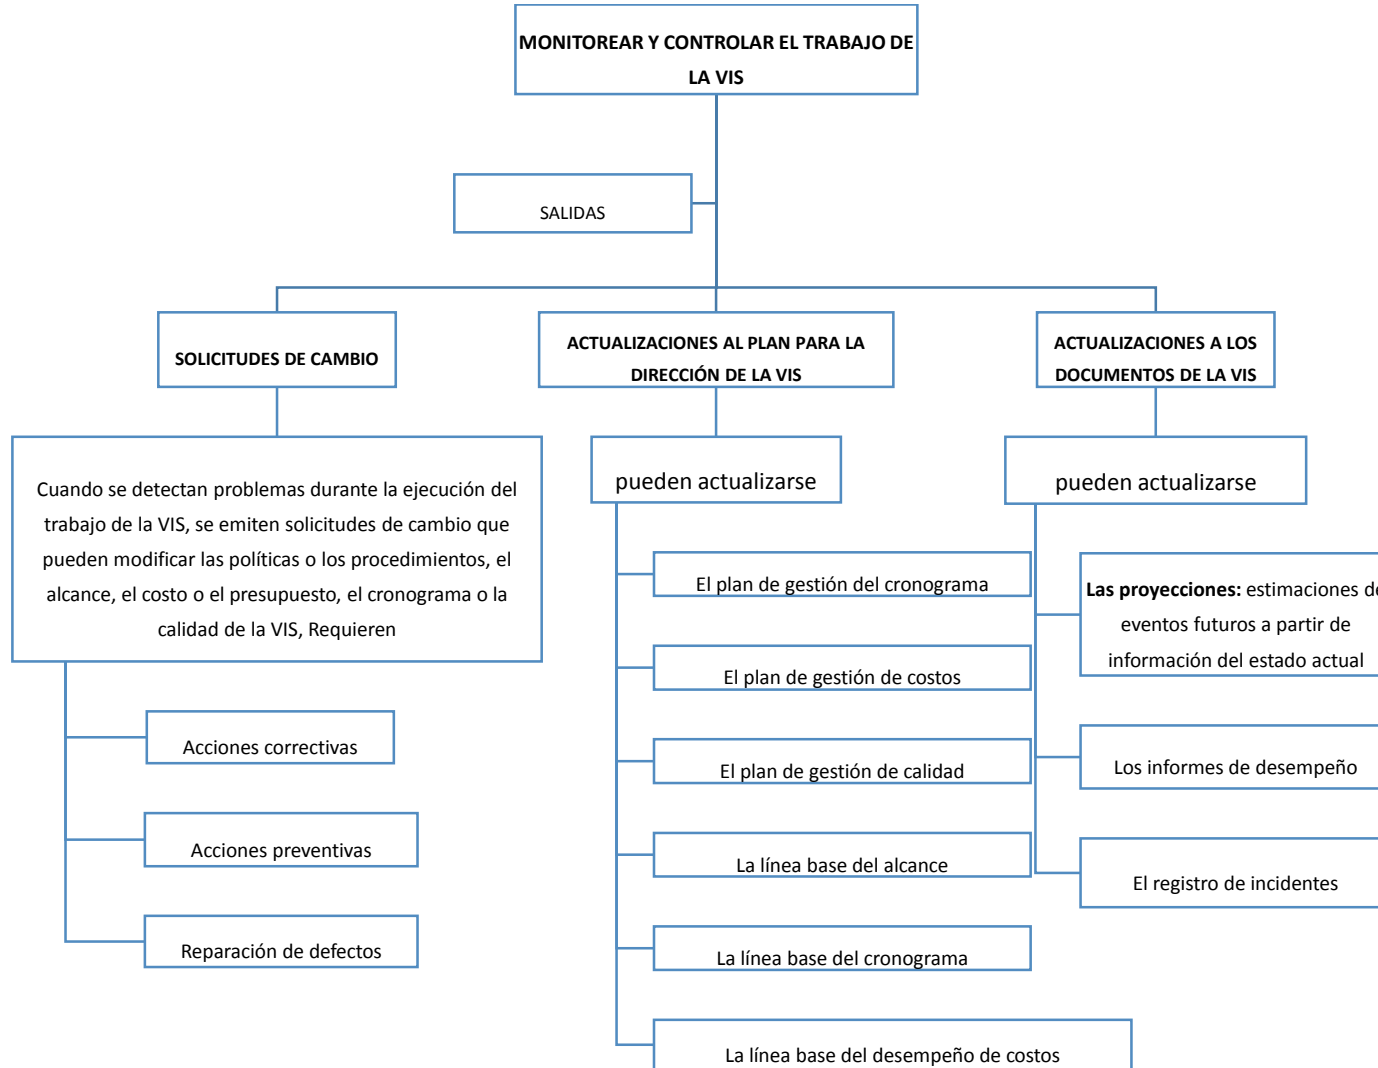 MONITOREAR Y CONTROLAR EL TRABAJO DE
LA VIS
SALIDAS
SOLICITUDES DE CAMBIO
Cuando se detectan problemas durante la ejecución del
trabajo de la VIS, se emiten solicitudes de cambio que
pueden modificar las políticas o los procedimientos, el
alcance, el costo o el presupuesto, el cronograma o la
calidad de la VIS, Requieren
Acciones correctivas
Acciones preventivas
Reparación de defectos
ACTUALIZACIONES AL PLAN PARA LA
DIRECCIÓN DE LA VIS
pueden actualizarse
El plan de gestión del cronograma
El plan de gestión de costos
El plan de gestión de calidad
La línea base del alcance
La línea base del cronograma
La línea base del desempeño de costos
ACTUALIZACIONES A LOS
DOCUMENTOS DE LA VIS
pueden actualizarse
Las proyecciones: estimaciones de
eventos futuros a partir de
información del estado actual
Los informes de desempeño
El registro de incidentes